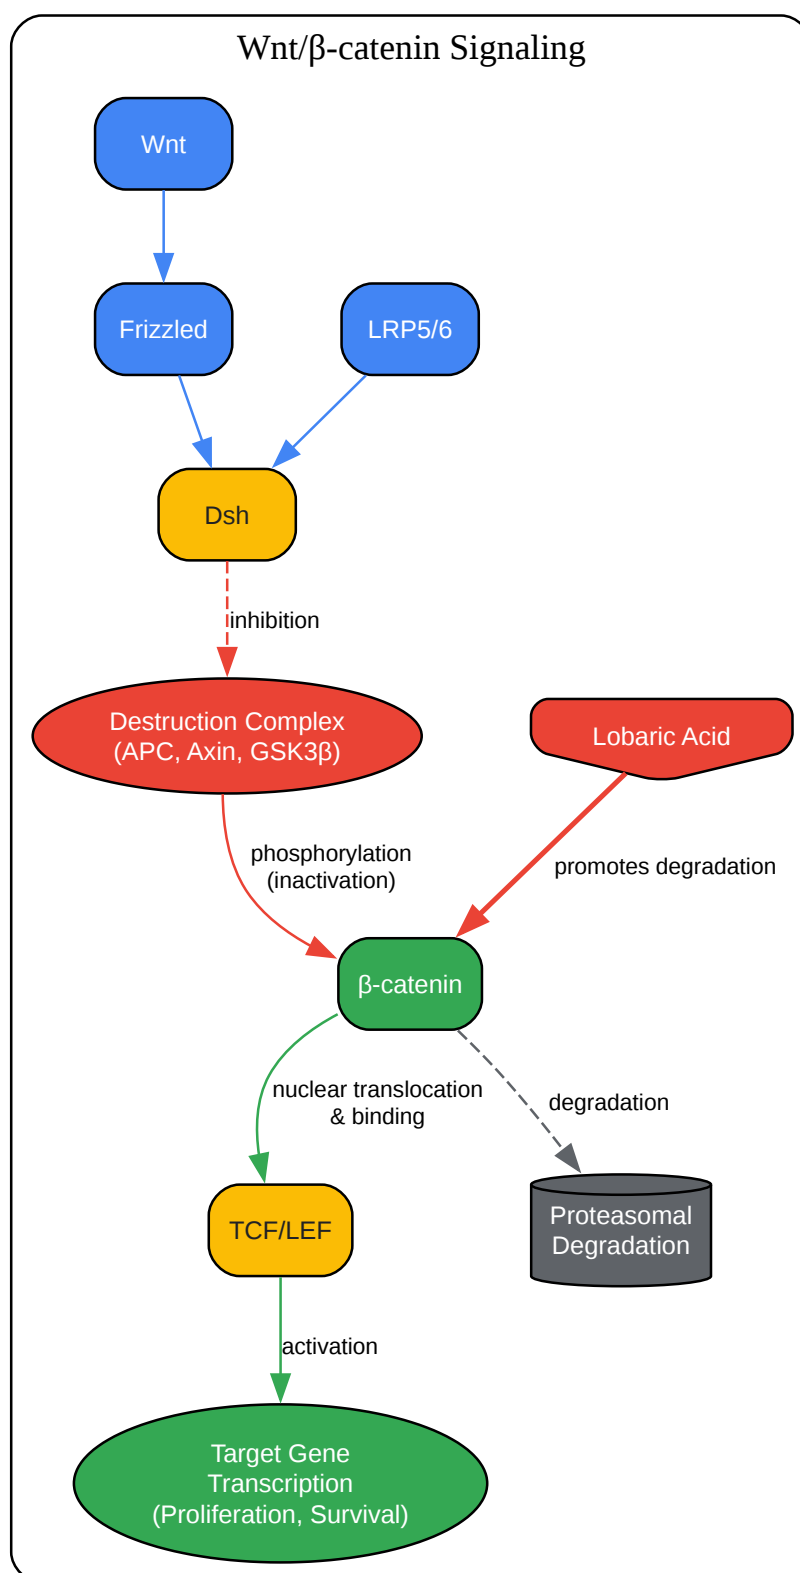 Wnt/β-catenin Signaling
Wnt
Frizzled
LRP5/6
Dsh
inhibition
Destruction Complex
(APC, Axin, GSK3β)
Lobaric Acid
phosphorylation
(inactivation)
promotes degradation
β-catenin
nuclear translocation
& binding
degradation
TCF/LEF
Proteasomal
Degradation
activation
Target Gene
Transcription
(Proliferation, Survival)